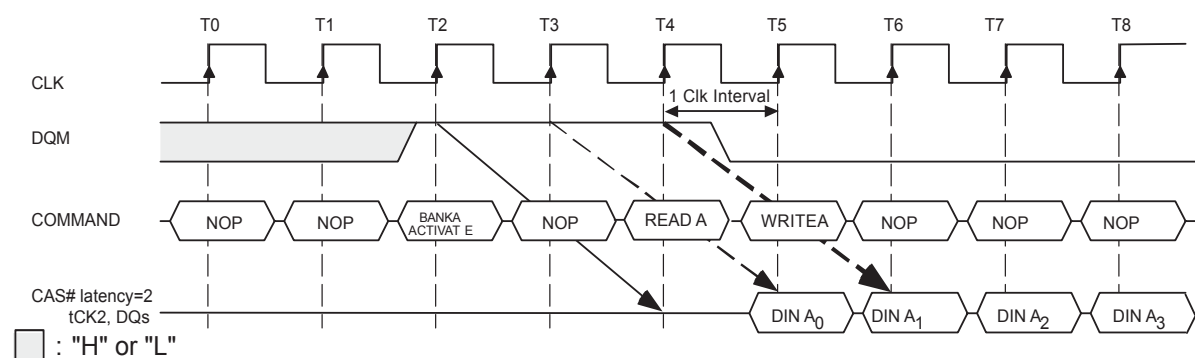 T0 T1 T2 T3 T4 T5 T6 T7 T8
CLK
1 Clk Interval
DQM
COMMAND NOP NOP BANKA ACTIVAT E NOP READ A WRITEA NOP NOP NOP
CAS# latency=2
tCK2, DQs
DIN A0 DIN A1 DIN A2 DIN A3
: "H" or "L"